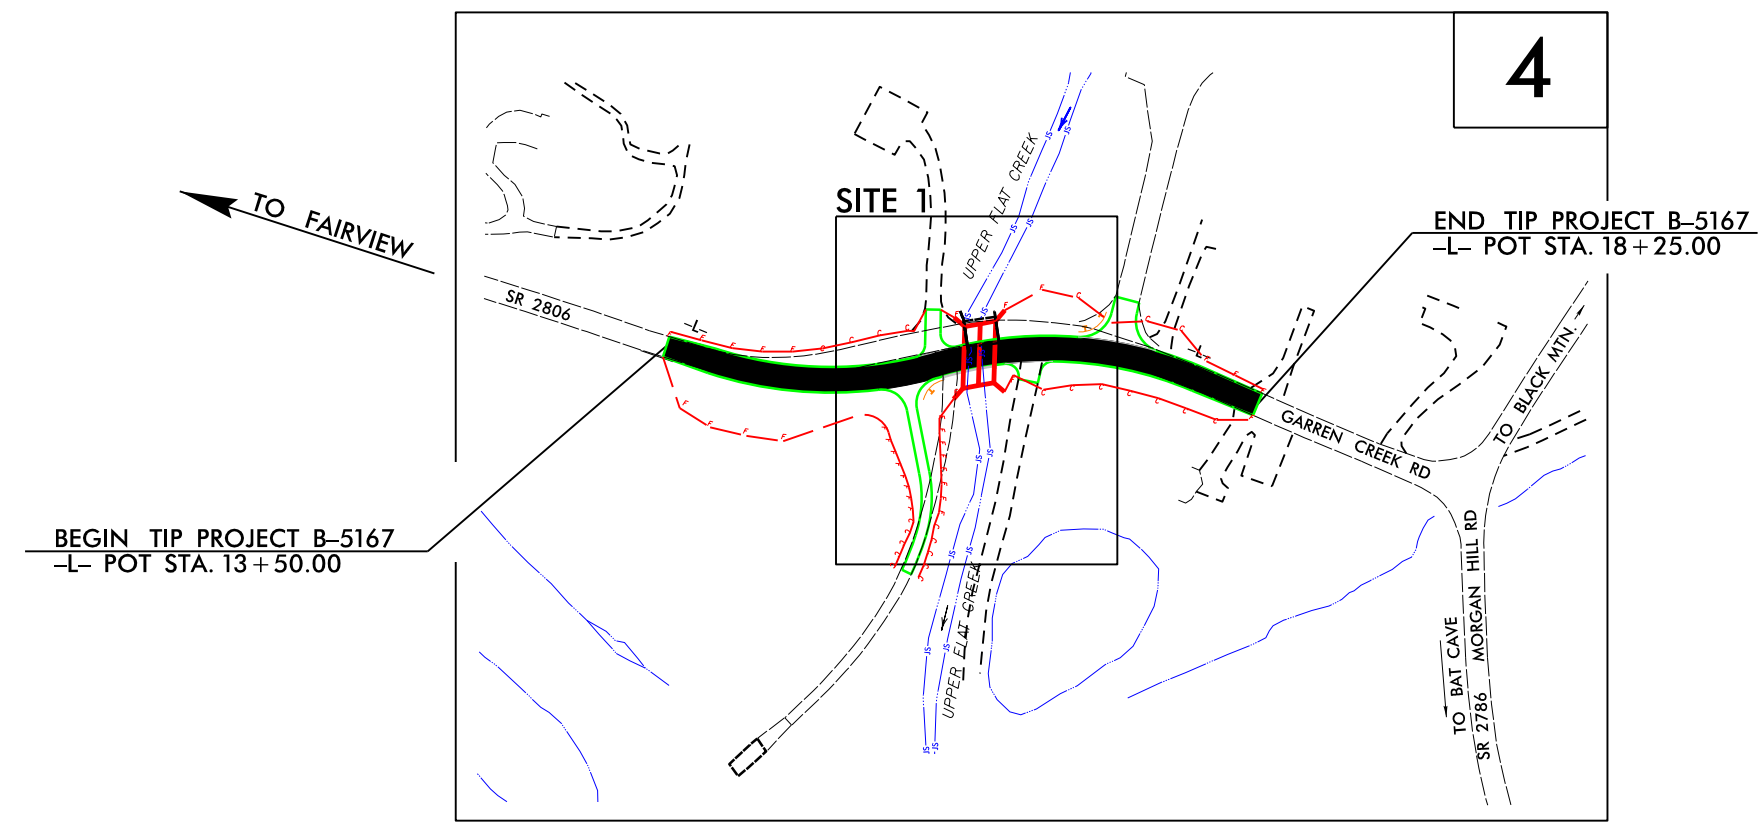 4
SITE 1
TO FAIRVIEW
UPPER FLAT CREEK
END TIP PROJECT B–5167
–L– POT STA. 18+25.00
SR 2806
–L–
–L–
TO BLACK MTN.
GARREN CREEK RD
BEGIN TIP PROJECT B–5167
–L– POT STA. 13+50.00
UPPER FLAT CREEK
TO BAT CAVE
SR 2786 MORGAN HILL RD